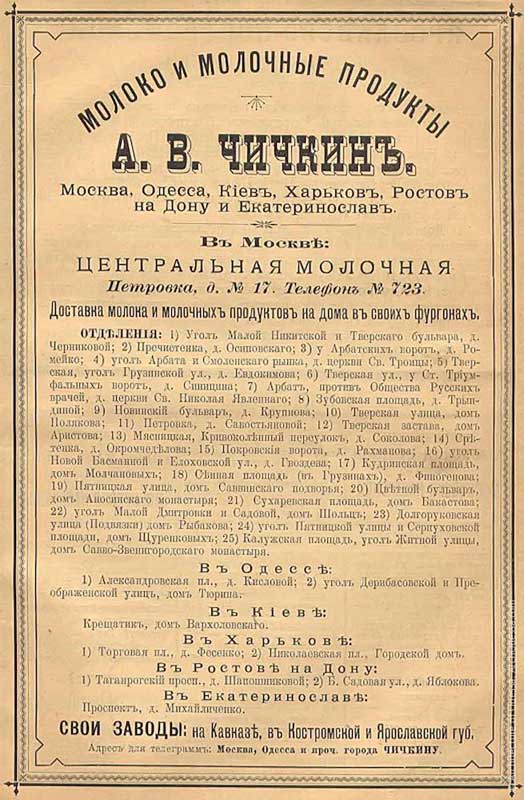 МОЛОКО И МОЛОЧНЫЕ ПРОДУКТЫ
А. В. ЧИЧКИНЪ.
Москва, Одесса, Кіевъ, Харьковъ, Ростовъ
на Дону и Екатеринославъ.
Въ Москвѣ:
ЦЕНТРАЛЬНАЯ МОЛОЧНАЯ
Петровка, д. № 17. Телефонъ № 723.
Доставка молока и молочныхъ продуктовъ на дома въ своихъ фургонахъ.
ОТДѢЛЕНІЯ: 1) Уголъ Малой Никитской и Тверскаго бульвара, д.
Черниковой; 2) Пречистенка, д. Осиповскаго; 3) у Арбатскихъ воротъ, д. Ро-
мейко; 4) уголъ Арбата и Смоленскаго рынка, д. церкви Св. Троицы; 5) Твер-
ская, уголъ Грузинской ул., д. Евдокимова; 6) Тверская ул., у Ст. Тріум-
фальныхъ воротъ, д. Синицина; 7) Арбатъ, противъ Общества Русскихъ
врачей, д. церкви Св. Николая Явленнаго; 8) Зубовская площадь, д. Трын-
диной; 9) Новинскій бульваръ, д. Крупнова; 10) Тверская улица, домъ
Полякова; 11) Петровка, д. Савостьяновой; 12) Тверская застава, домъ
Аристова; 13) Мясницкая, Кривоколѣнный переулокъ, д. Соколова; 14) Срѣ-
тенка, д. Окромчедѣлова; 15) Покровскія ворота, д. Рахманова; 16) уголъ
Новой Басманной и Елоховской ул., д. Гвоздева; 17) Кудринская площадь,
домъ Молчановыхъ; 18) Сѣнная площадь (въ Грузинахъ), д. Финогенова;
19) Пятницкая улица, домъ Саввинскаго подворья; 20) Цвѣтной бульваръ,
домъ Аносинскаго монастыря; 21) Сухаревская площадь, домъ Бакастова;
22) уголъ Малой Дмитровки и Садовой, домъ Шольцъ; 23) Долгоруковская
улица (Подвязки) домъ Рыбакова; 24) уголъ Пятницкой улицы и Серпуховской
площади, домъ Щуренковыхъ; 25) Калужская площадь, уголъ Житной улицы,
домъ Савво-Звенигородскаго монастыря.
Въ Одессѣ:
1) Александровская пл., д. Кисловой; 2) уголъ Дерибасовской и Пре-
ображенской улицъ, домъ Тюрина.
Въ Кіевѣ:
Крещатикъ, домъ Вархоловскаго.
Въ Харьковѣ:
1) Торговая пл., д. Фесенко; 2) Николаевская пл., Городской домъ.
Въ Ростовѣ на Дону:
1) Таганрогскій просп., д. Шапошниковой; 2) Б. Садовая ул., д. Яблокова.
Въ Екатеринославѣ:
Проспектъ, д. Михайличенко.
СВОИ ЗАВОДЫ: на Кавказѣ, въ Костромской и Ярославской губ.
Адресъ для телеграммъ: Москва, Одесса и проч. города ЧИЧКИНУ.